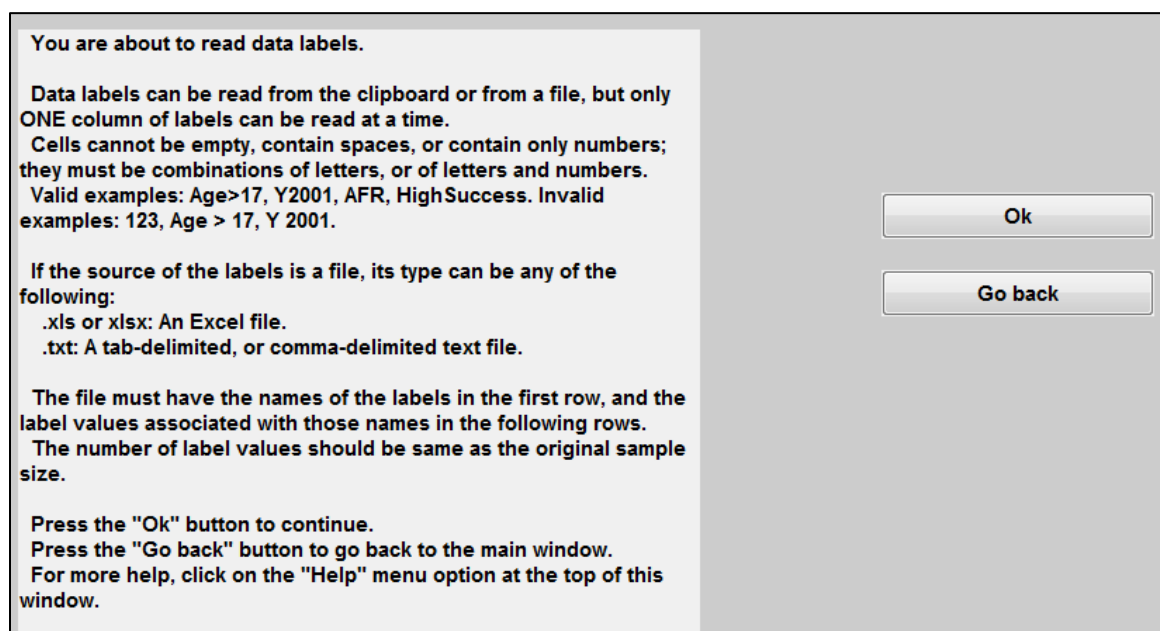 You are about to read data labels.
Data labels can be read from the clipboard or from a file, but only
ONE column of labels can be read at a time.
Cells cannot be empty, contain spaces, or contain only numbers;
they must be combinations of letters, or of letters and numbers.
Valid examples: Age>17, Y2001, AFR, HighSuccess. Invalid
examples: 123, Age > 17, Y 2001.
If the source of the labels is a file, its type can be any of the
following:
.xls or xlsx: An Excel file.
.txt: A tab-delimited, or comma-delimited text file.
The file must have the names of the labels in the first row, and the
label values associated with those names in the following rows.
The number of label values should be same as the original sample
size.
Press the "Ok" button to continue.
Press the "Go back" button to go back to the main window.
For more help, click on the "Help" menu option at the top of this
window.
Ok
Go back